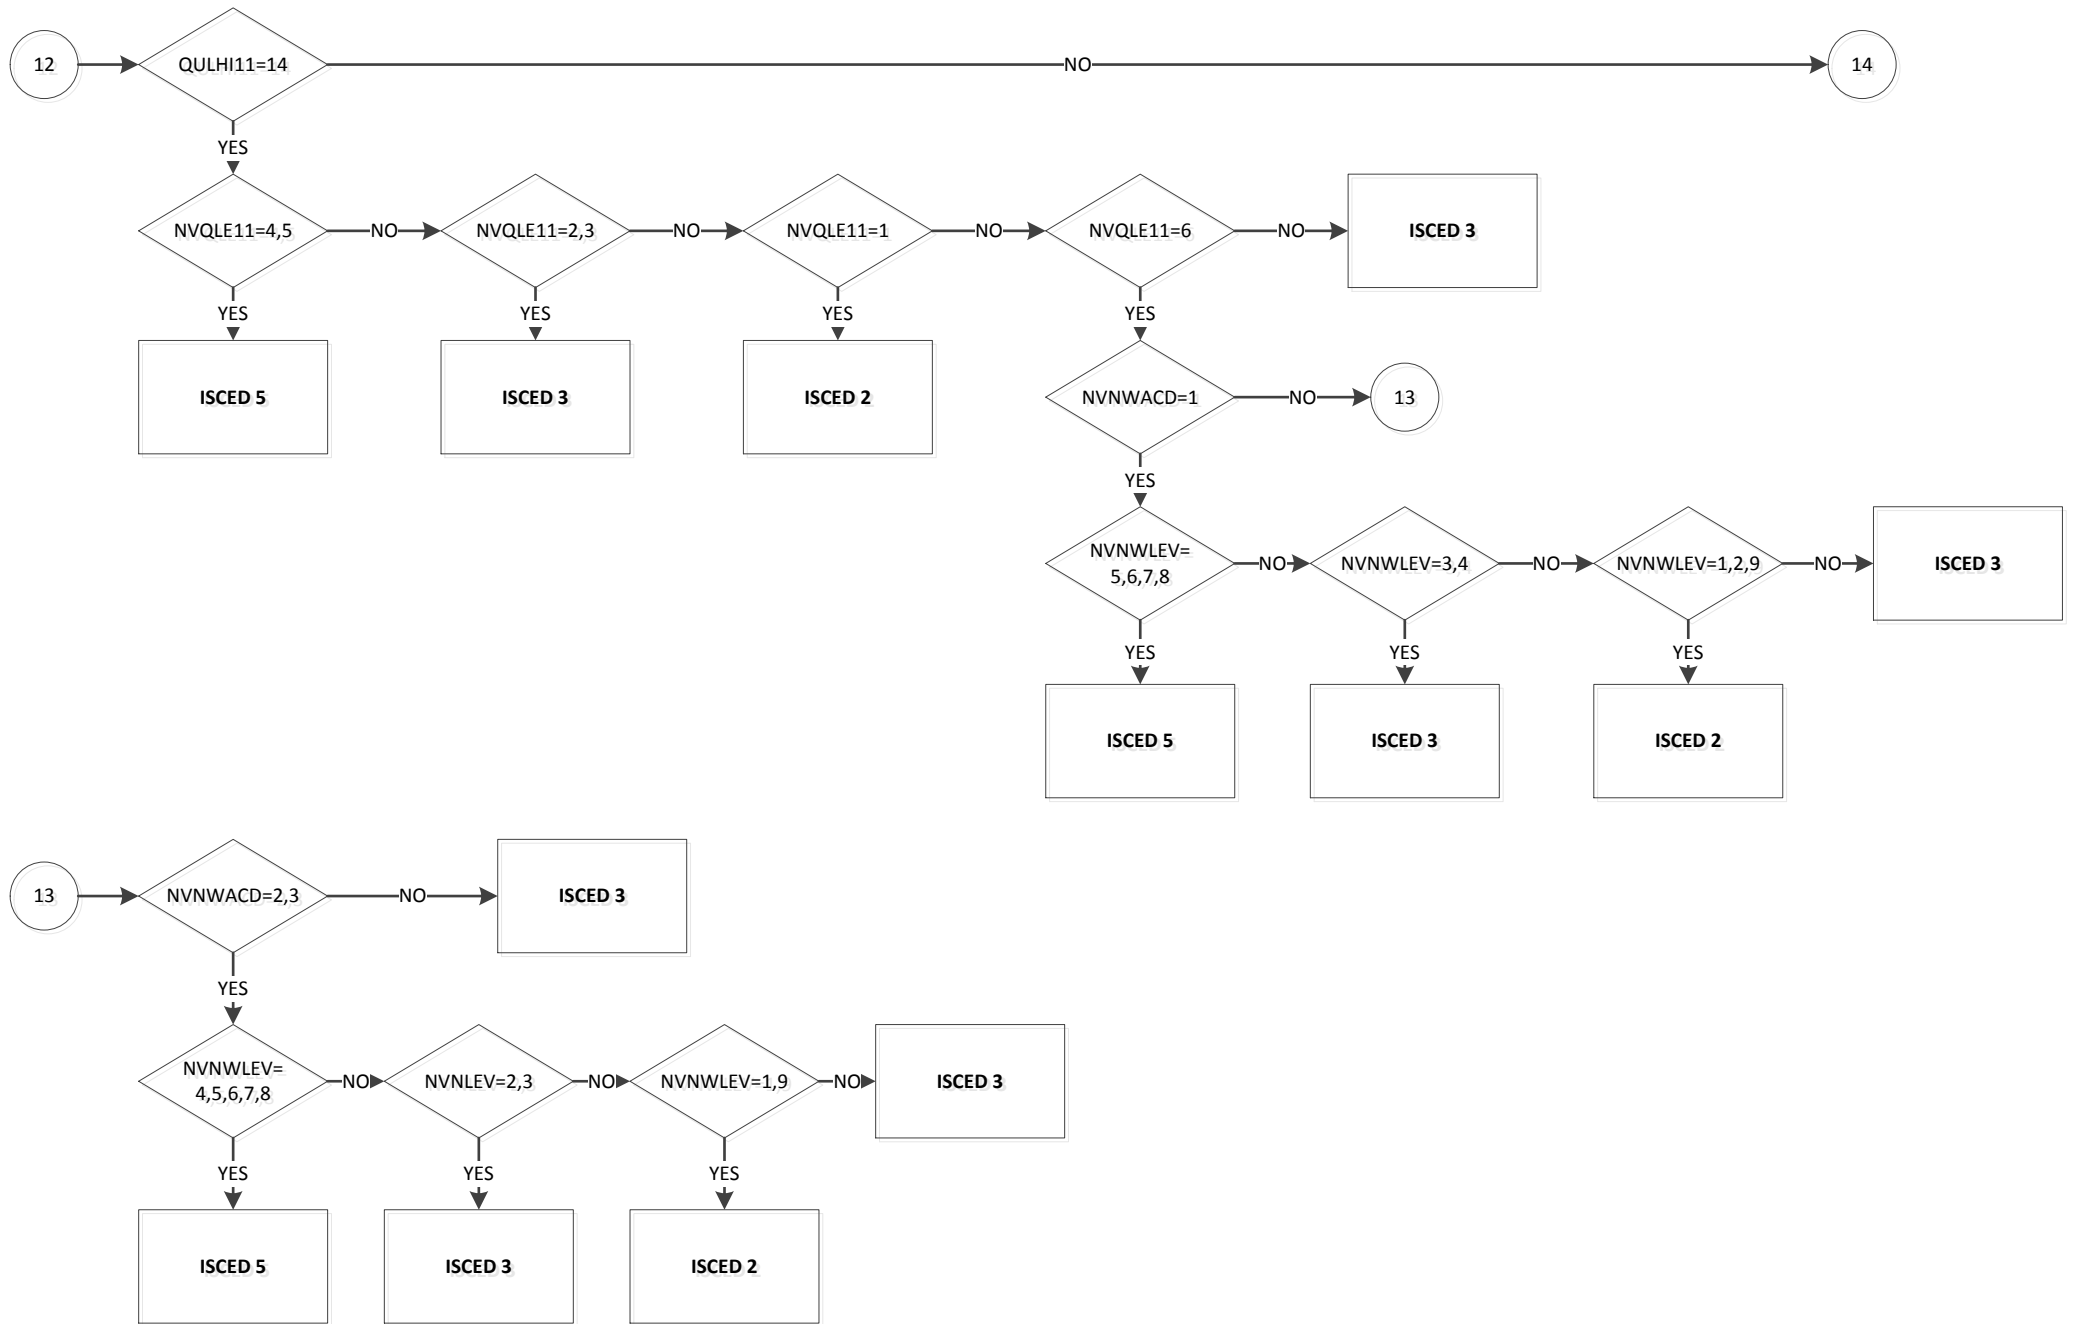 12
QULHI11=14
NO
14
YES
NVQLE11=4,5
NO
NVQLE11=2,3
NO
NVQLE11=1
NO
NVQLE11=6
NO
ISCED 3
YES
YES
YES
YES
ISCED 5
ISCED 3
ISCED 2
NVNWACD=1
NO
13
YES
NVNWLEV=
5,6,7,8
NO
NVNWLEV=3,4
NO
NVNWLEV=1,2,9
NO
ISCED 3
YES
YES
YES
ISCED 5
ISCED 3
ISCED 2
13
NVNWACD=2,3
NO
ISCED 3
YES
NVNWLEV=
4,5,6,7,8
NO
NVNLEV=2,3
NO
NVNWLEV=1,9
NO
ISCED 3
YES
YES
YES
ISCED 5
ISCED 3
ISCED 2